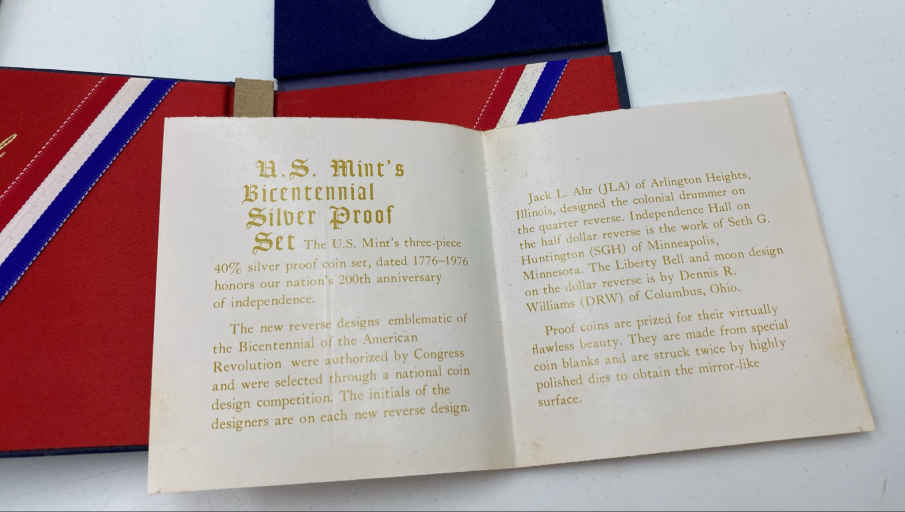 U.S. Mint's
Bicentennial
Silver Proof
Set The U.S. Mint's three-piece
40% silver proof coin set, dated 1776–1976
honors our nation's 200th anniversary
of independence.
The new reverse designs emblematic of
the Bicentennial of the American
Revolution were authorized by Congress
and were selected through a national coin
design competition. The initials of the
designers are on each new reverse design.
Jack L. Ahr (JLA) of Arlington Heights,
Illinois, designed the colonial drummer on
the quarter reverse. Independence Hall on
the half dollar reverse is the work of Seth G.
Huntington (SGH) of Minneapolis,
Minnesota. The Liberty Bell and moon design
on the dollar reverse is by Dennis R.
Williams (DRW) of Columbus, Ohio.
Proof coins are prized for their virtually
flawless beauty. They are made from special
coin blanks and are struck twice by highly
polished dies to obtain the mirror-like
surface.